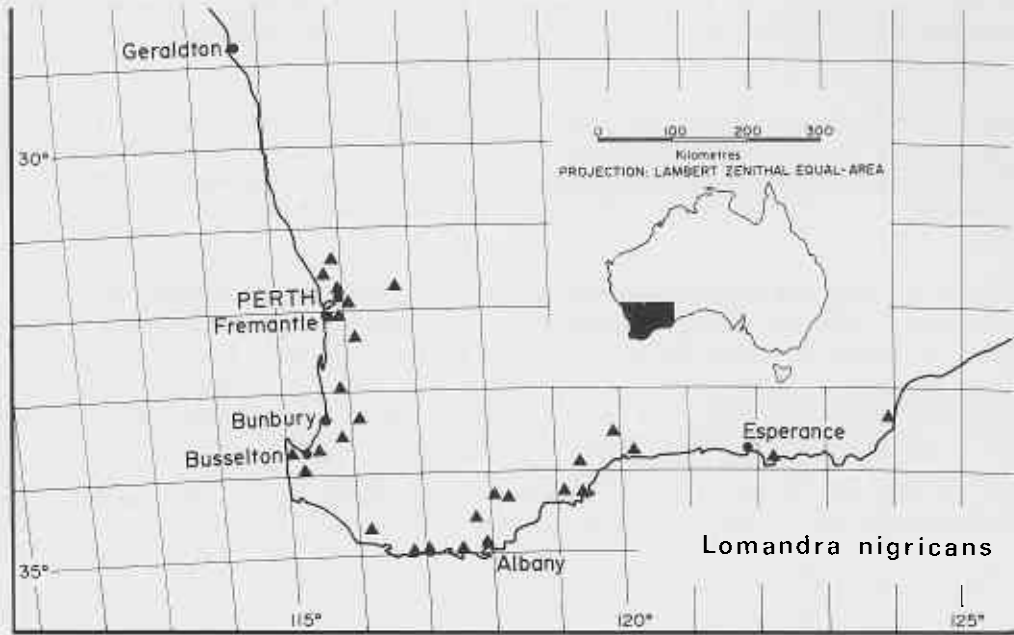 Geraldton
0 100 200 300
Kilometres
PROJECTION: LAMBERT ZENITHAL EQUAL-AREA
30°
PERTH
Fremantle
Bunbury
Busselton
Esperance
Albany
Lomandra nigricans
35°
115°
120°
125°